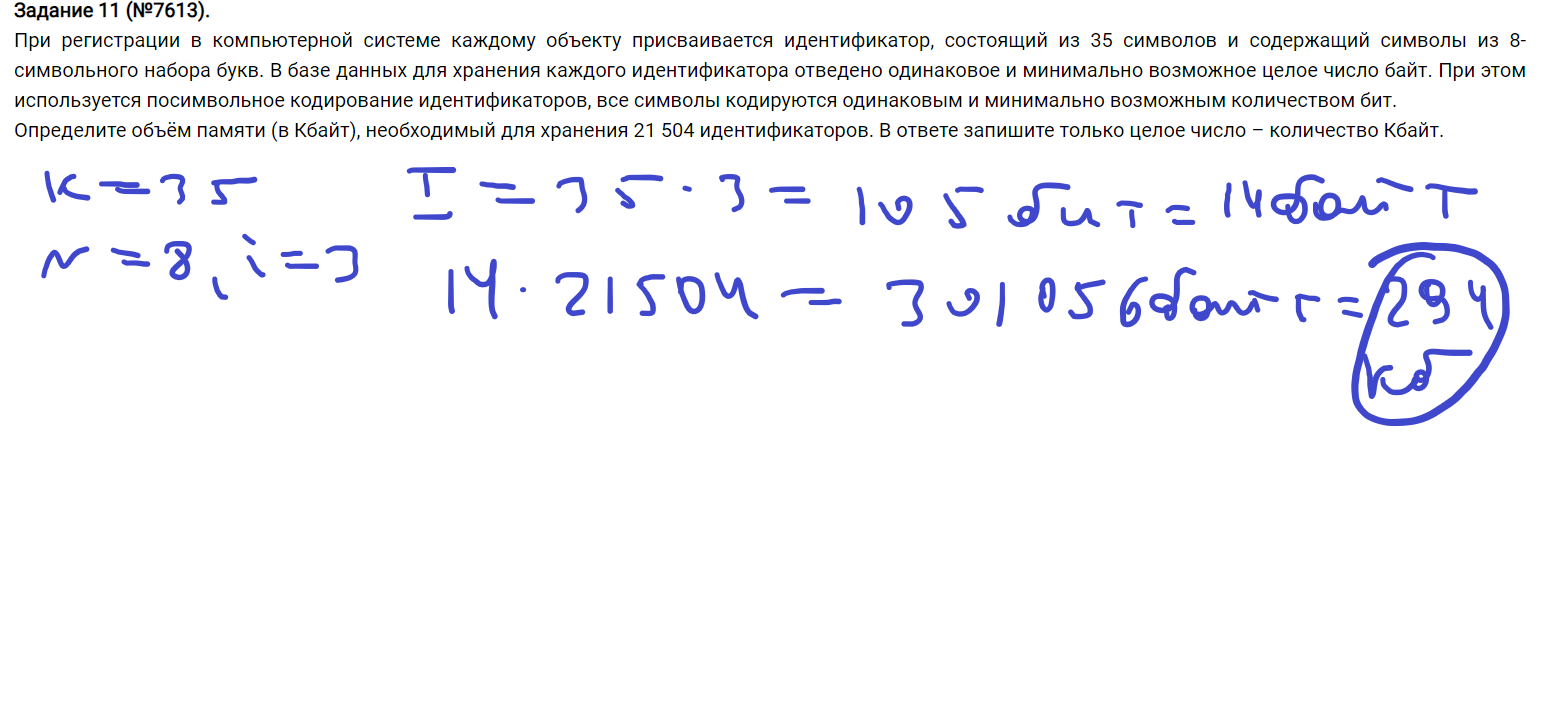 Задание 11 (№7613).
При регистрации в компьютерной системе каждому объекту присваивается идентификатор, состоящий из 35 символов и содержащий символы из 8-
символьного набора букв. В базе данных для хранения каждого идентификатора отведено одинаковое и минимально возможное целое число байт. При этом
используется посимвольное кодирование идентификаторов, все символы кодируются одинаковым и минимально возможным количеством бит.
Определите объём памяти (в Кбайт), необходимый для хранения 21 504 идентификаторов. В ответе запишите только целое число – количество Кбайт.
K = 35 I = 35 · 3 = 105 бит = 14 байт
N = 8, i = 3
14 · 21504 = 301056 байт = 294
кб